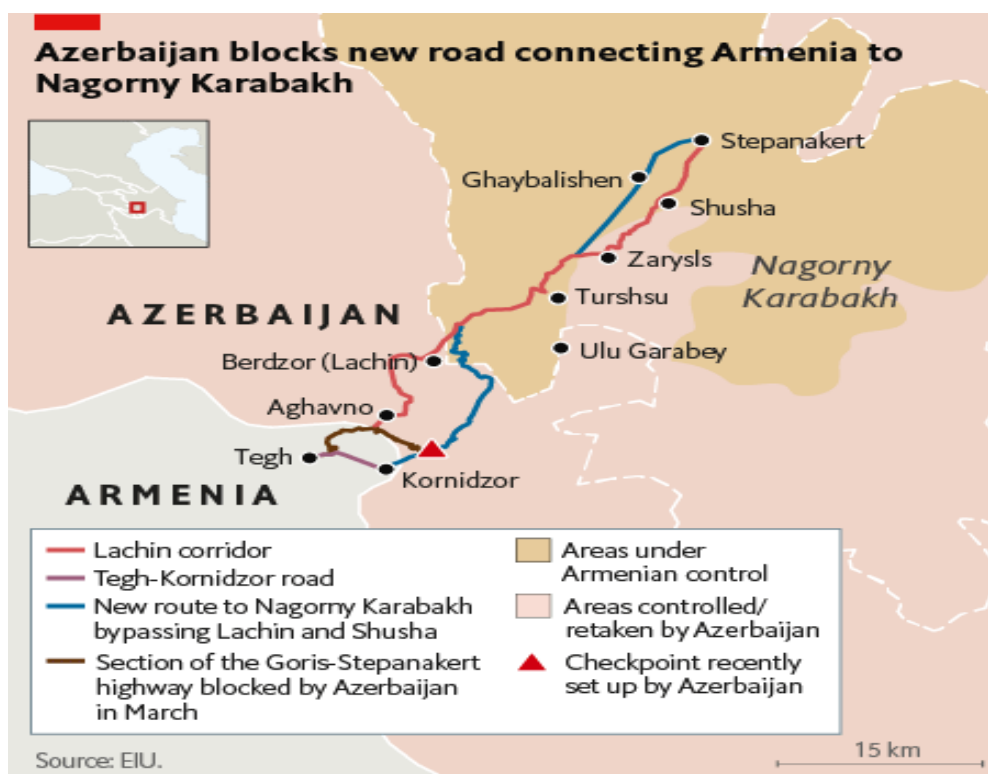 Azerbaijan blocks new road connecting Armenia to
Nagorny Karabakh
Stepanakert
Ghaybalishen
Shusha
Zarysls
Nagorny
Karabakh
Turshsu
AZERBAIJAN
Ulu Garabey
Berdzor (Lachin)
Aghavno
Tegh
Kornidzor
ARMENIA
Lachin corridor
Tegh-Kornidzor road
New route to Nagorny Karabakh
bypassing Lachin and Shusha
Section of the Goris-Stepanakert
highway blocked by Azerbaijan
in March
Areas under
Armenian control
Areas controlled/
retaken by Azerbaijan
Checkpoint recently
set up by Azerbaijan
Source: EIU.
15 km